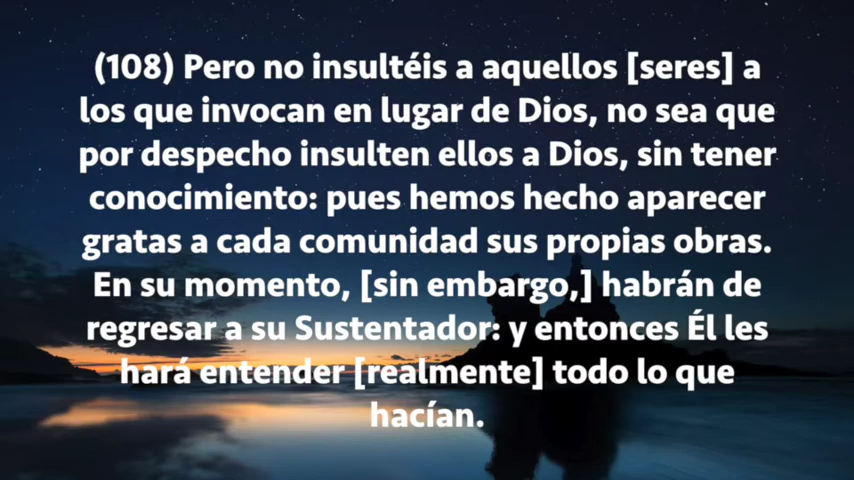 (108) Pero no insultéis a aquellos [seres] a
los que invocan en lugar de Dios, no sea que
por despecho insulten ellos a Dios, sin tener
conocimiento: pues hemos hecho aparecer
gratas a cada comunidad sus propias obras.
En su momento, [sin embargo,] habrán de
regresar a su Sustentador: y entonces Él les
hará entender [realmente] todo lo que
hacían.